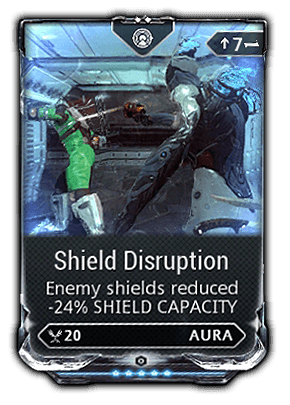 7
Shield Disruption
Enemy shields reduced
-24% SHIELD CAPACITY
20 AURA